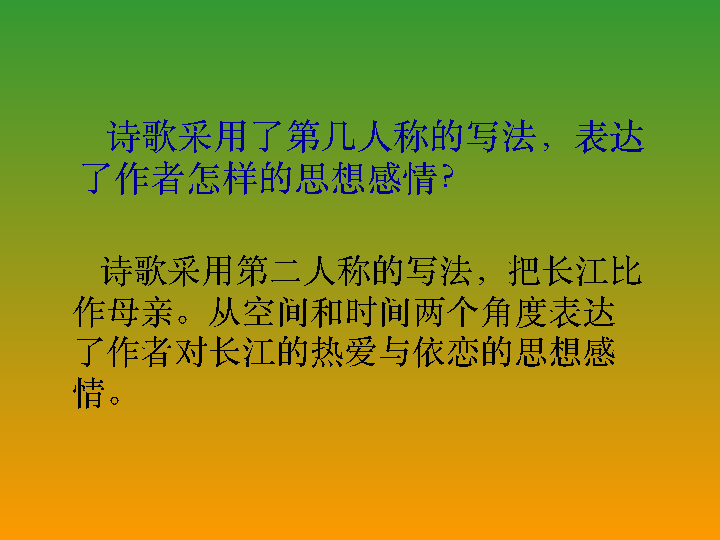 诗歌采用了第几人称的写法，表达
了作者怎样的思想感情？
诗歌采用第二人称的写法，把长江比
作母亲。从空间和时间两个角度表达
了作者对长江的热爱与依恋的思想感
情。